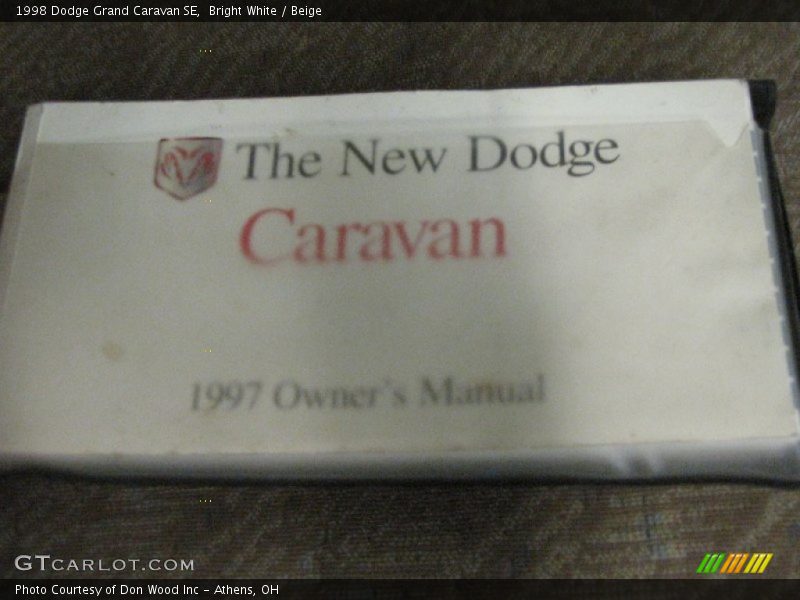 1998 Dodge Grand Caravan SE,  Bright White / Beige
The New Dodge
Caravan
1997 Owner's Manual
GTCARLOT.COM
Photo Courtesy of Don Wood Inc - Athens, OH